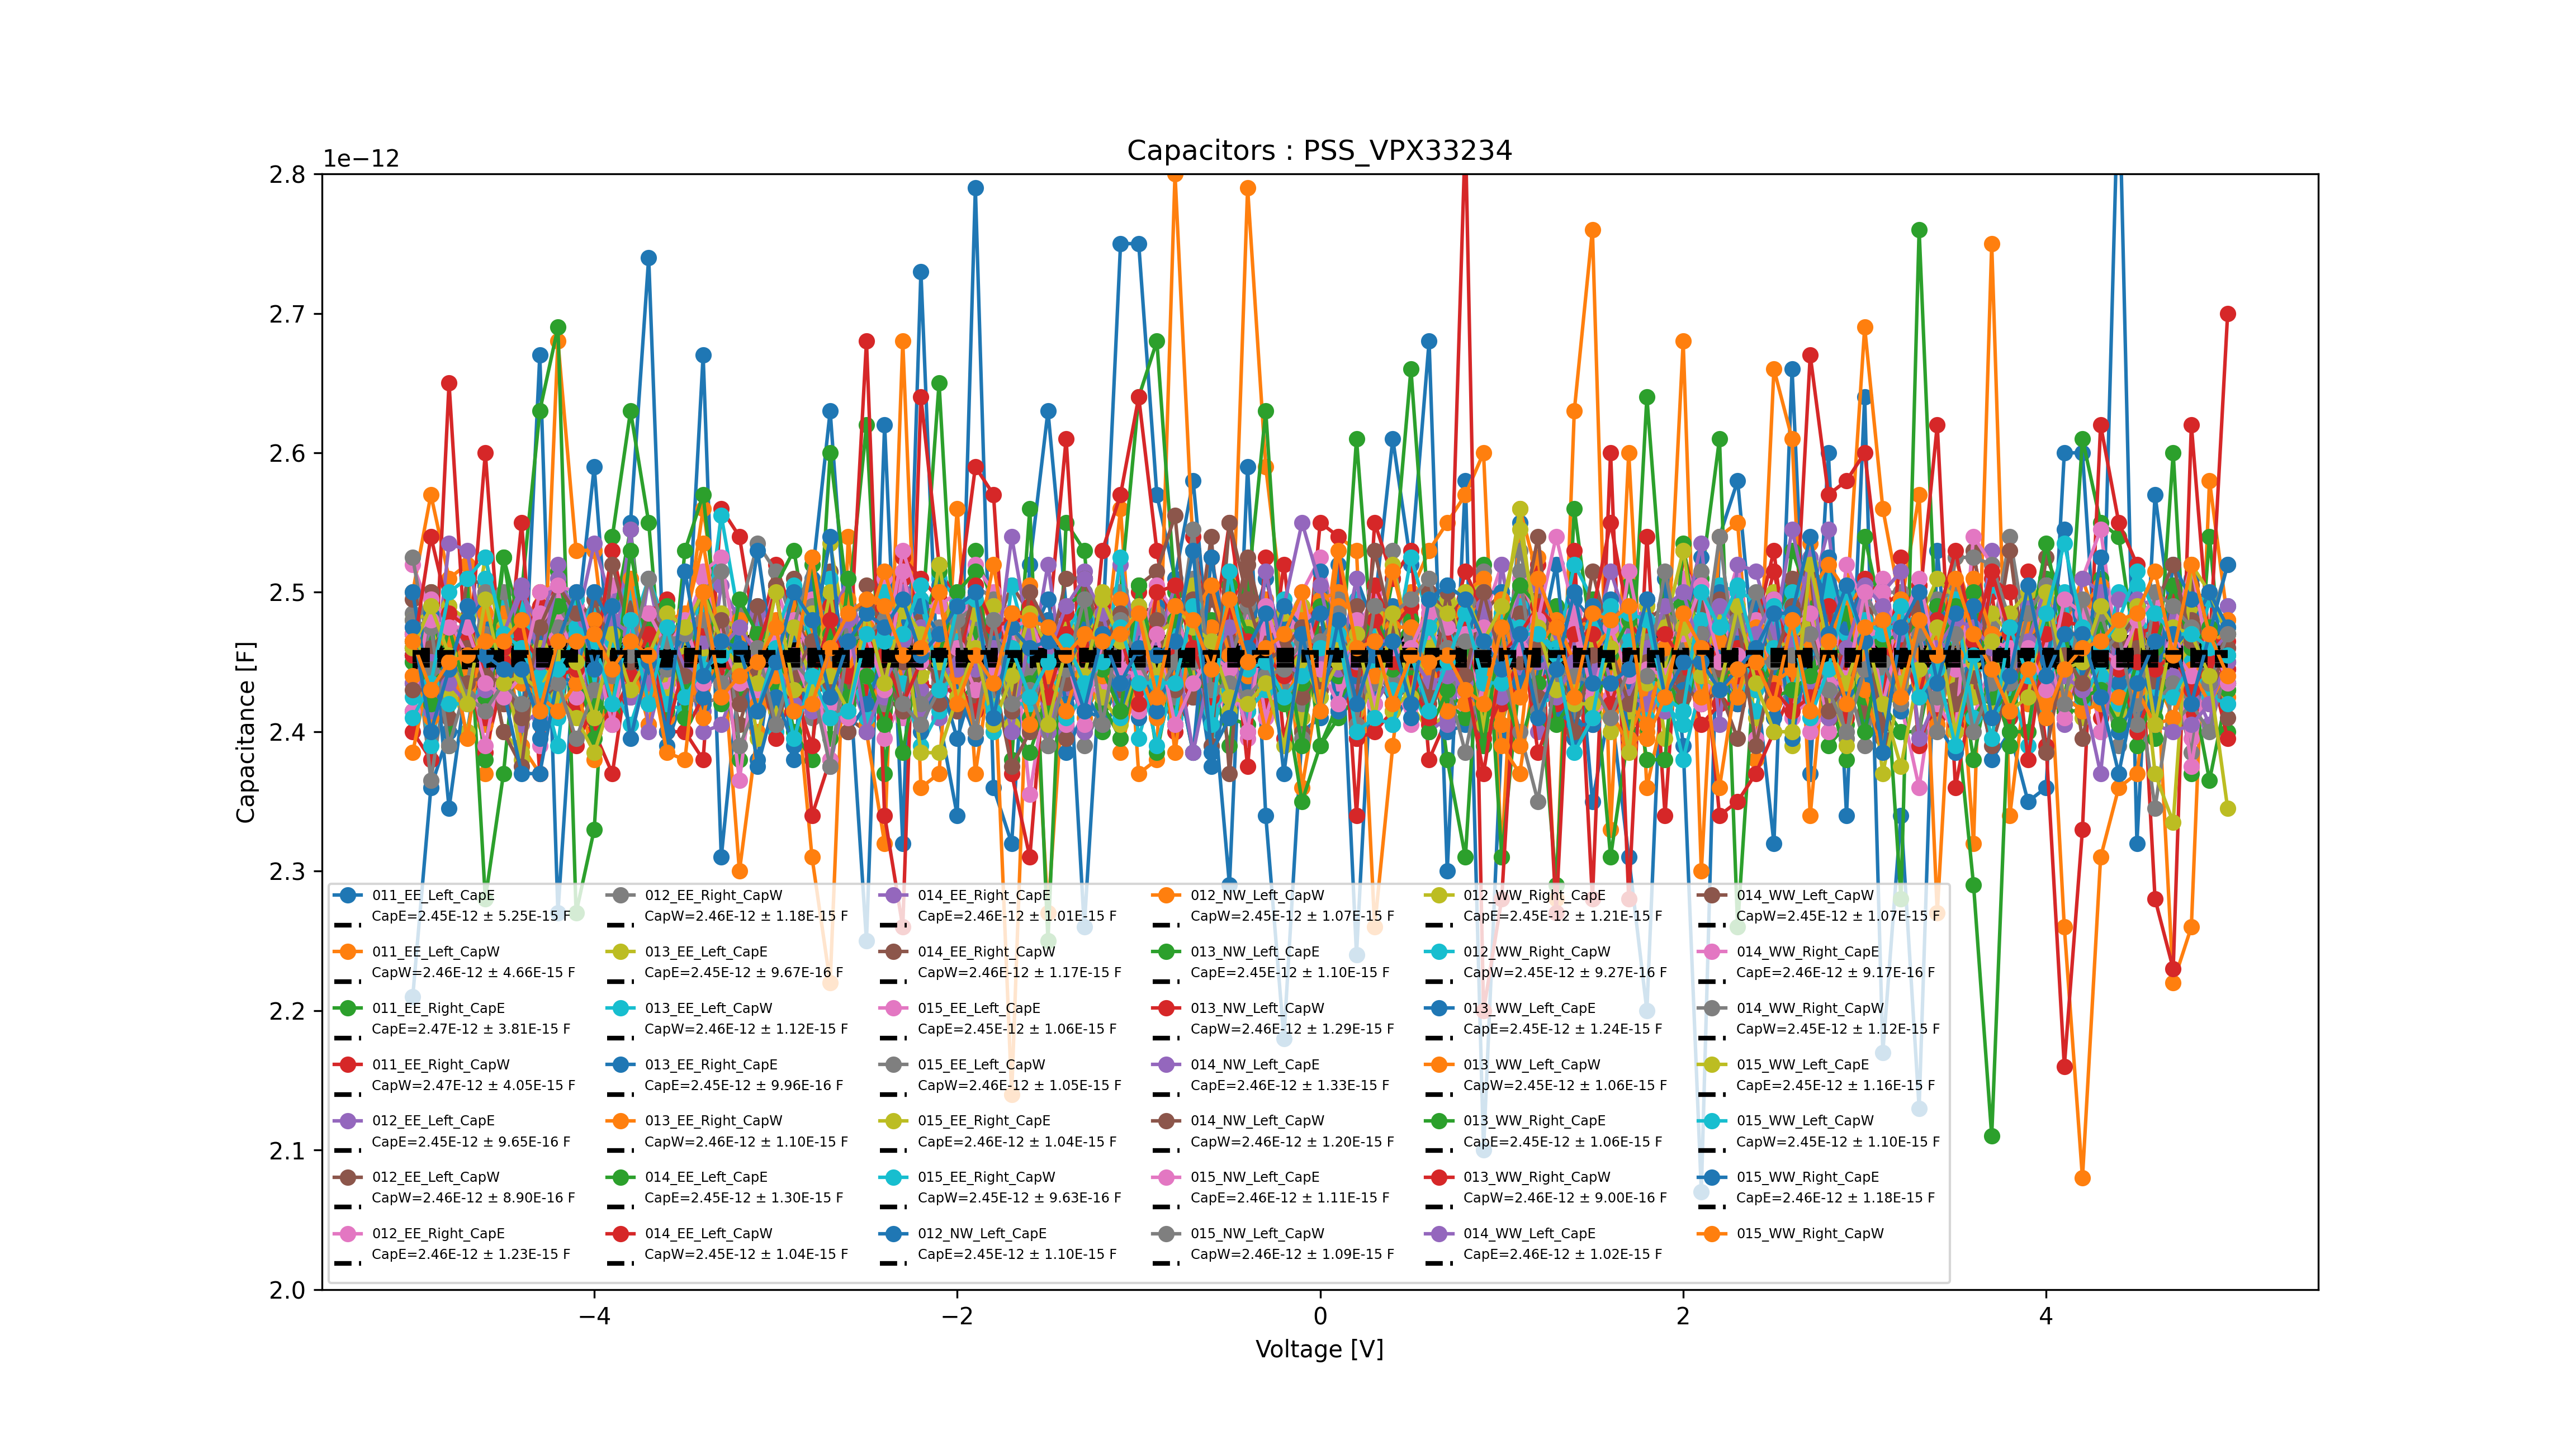 Capacitors : PSS_VPX33234
1e−12
2.8
2.7
2.6
2.5
2.4
2.3
2.2
2.1
2.0
Capacitance [F]
−4
−2
0
2
4
Voltage [V]
011_EE_Left_CapE
CapE=2.45E-12 ± 5.25E-15 F
011_EE_Left_CapW
CapW=2.46E-12 ± 4.66E-15 F
011_EE_Right_CapE
CapE=2.47E-12 ± 3.81E-15 F
011_EE_Right_CapW
CapW=2.47E-12 ± 4.05E-15 F
012_EE_Left_CapE
CapE=2.45E-12 ± 9.65E-16 F
012_EE_Left_CapW
CapW=2.46E-12 ± 8.90E-16 F
012_EE_Right_CapE
CapE=2.46E-12 ± 1.23E-15 F
012_EE_Right_CapW
CapW=2.46E-12 ± 1.18E-15 F
013_EE_Left_CapE
CapE=2.45E-12 ± 9.67E-16 F
013_EE_Left_CapW
CapW=2.46E-12 ± 1.12E-15 F
013_EE_Right_CapE
CapE=2.45E-12 ± 9.96E-16 F
013_EE_Right_CapW
CapW=2.46E-12 ± 1.10E-15 F
014_EE_Left_CapE
CapE=2.45E-12 ± 1.30E-15 F
014_EE_Left_CapW
CapW=2.45E-12 ± 1.04E-15 F
014_EE_Right_CapE
CapE=2.46E-12 ± 1.01E-15 F
014_EE_Right_CapW
CapW=2.46E-12 ± 1.17E-15 F
015_EE_Left_CapE
CapE=2.45E-12 ± 1.06E-15 F
015_EE_Left_CapW
CapW=2.46E-12 ± 1.05E-15 F
015_EE_Right_CapE
CapE=2.46E-12 ± 1.04E-15 F
015_EE_Right_CapW
CapW=2.45E-12 ± 9.63E-16 F
012_NW_Left_CapE
CapE=2.45E-12 ± 1.10E-15 F
012_NW_Left_CapW
CapW=2.45E-12 ± 1.07E-15 F
013_NW_Left_CapE
CapE=2.45E-12 ± 1.10E-15 F
013_NW_Left_CapW
CapW=2.46E-12 ± 1.29E-15 F
014_NW_Left_CapE
CapE=2.46E-12 ± 1.33E-15 F
014_NW_Left_CapW
CapW=2.46E-12 ± 1.20E-15 F
015_NW_Left_CapE
CapE=2.46E-12 ± 1.11E-15 F
015_NW_Left_CapW
CapW=2.46E-12 ± 1.09E-15 F
012_WW_Right_CapE
CapE=2.45E-12 ± 1.21E-15 F
012_WW_Right_CapW
CapW=2.45E-12 ± 9.27E-16 F
013_WW_Left_CapE
CapE=2.45E-12 ± 1.24E-15 F
013_WW_Left_CapW
CapW=2.45E-12 ± 1.06E-15 F
013_WW_Right_CapE
CapE=2.45E-12 ± 1.06E-15 F
013_WW_Right_CapW
CapW=2.46E-12 ± 9.00E-16 F
014_WW_Left_CapE
CapE=2.46E-12 ± 1.02E-15 F
014_WW_Left_CapW
CapW=2.45E-12 ± 1.07E-15 F
014_WW_Right_CapE
CapE=2.46E-12 ± 9.17E-16 F
014_WW_Right_CapW
CapW=2.45E-12 ± 1.12E-15 F
015_WW_Left_CapE
CapE=2.45E-12 ± 1.16E-15 F
015_WW_Left_CapW
CapW=2.45E-12 ± 1.10E-15 F
015_WW_Right_CapE
CapE=2.46E-12 ± 1.18E-15 F
015_WW_Right_CapW